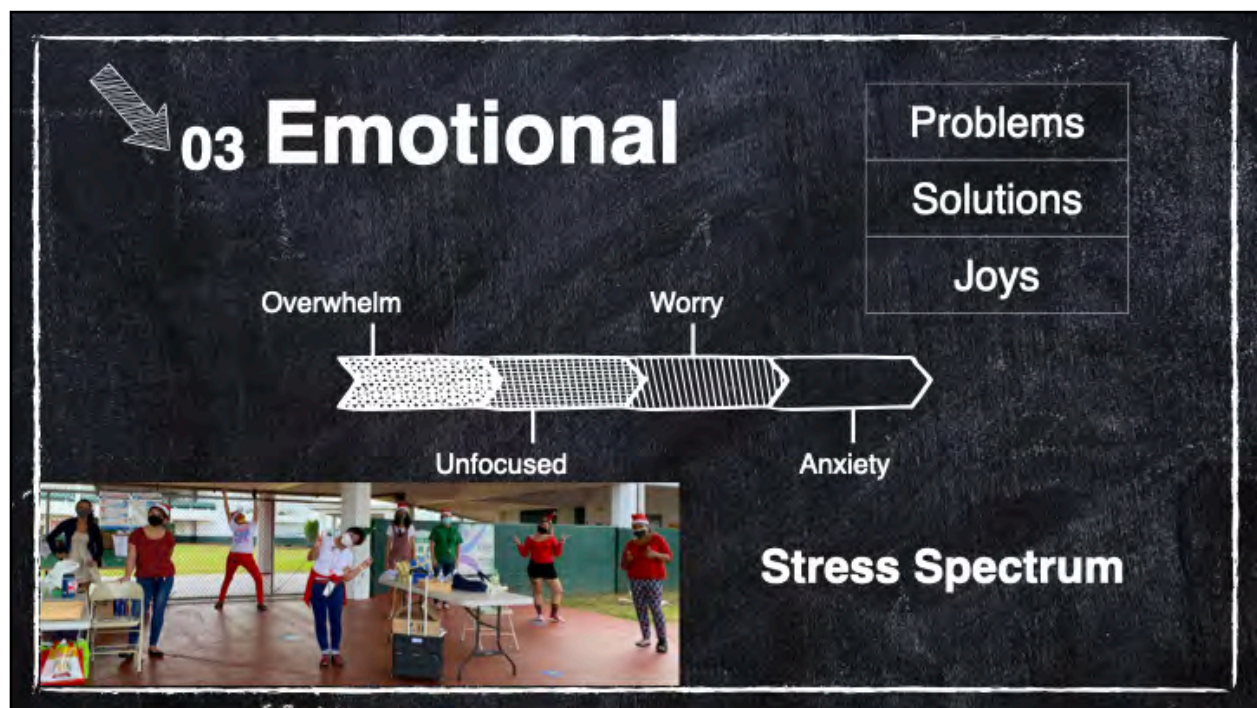 03 Emotional
Problems
Solutions
Joys
Overwhelm
Worry
Unfocused
Anxiety
Stress Spectrum